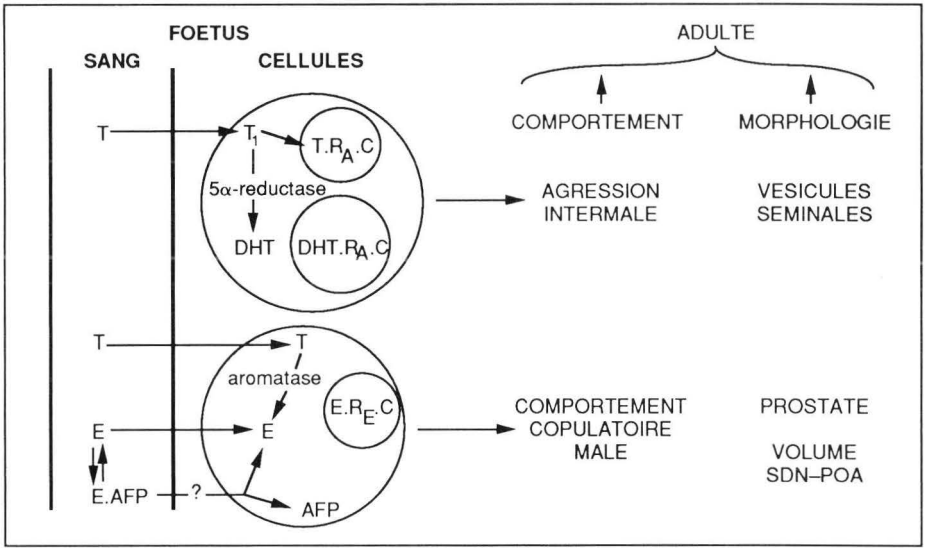 FOETUS
ADULTE
SANG
CELLULES
COMPORTEMENT
MORPHOLOGIE
T
T1
T.RA.C
5α-reductase
AGRESSION
INTERMALE
VESICULES
SEMINALES
DHT
DHT.RA.C
T
T
aromatase
E.RE.C
COMPORTEMENT
COPULATOIRE
MALE
PROSTATE
E
E
VOLUME
SDN–POA
E.AFP
?
AFP